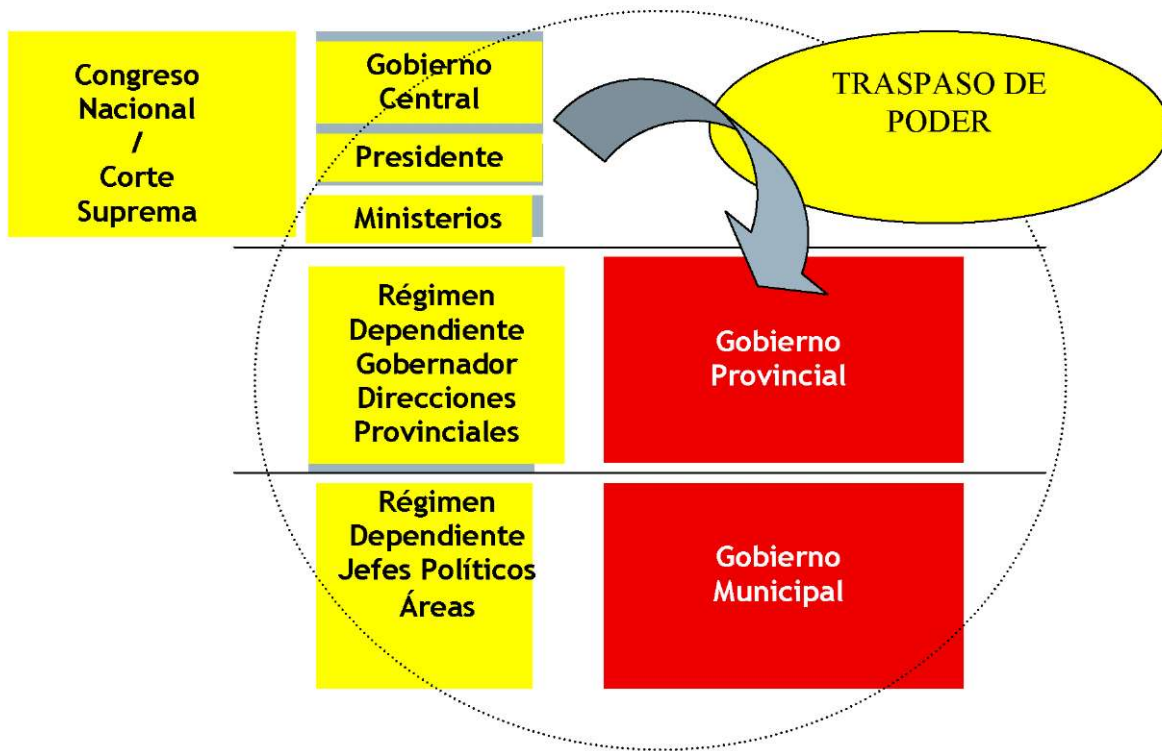 Congreso
Nacional
/
Corte
Suprema
Gobierno
Central
Presidente
Ministerios
TRASPASO DE
PODER
Régimen
Dependiente
Gobernador
Direcciones
Provinciales
Gobierno
Provincial
Régimen
Dependiente
Jefes Políticos
Áreas
Gobierno
Municipal